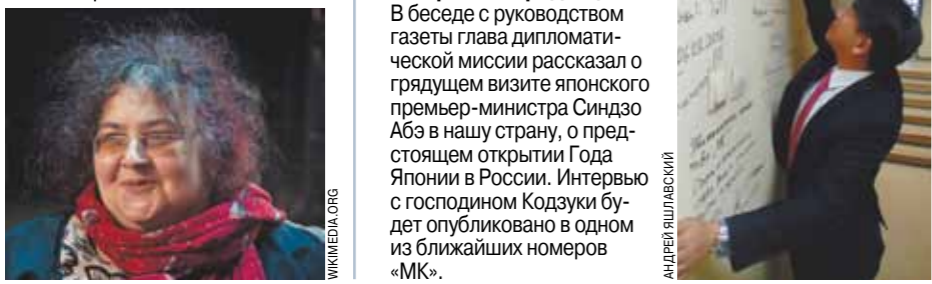 WIKIMEDIA.ORG
В беседе с руководством
газеты глава дипломати-
ческой миссии рассказал о
грядущем визите японского
премьер-министра Синдзо
Абэ в нашу страну, о пред-
стоящем открытии Года
Японии в России. Интервью
с господином Кодзуки бу-
дет опубликовано в одном
из ближайших номеров
«МК».
АНДРЕЙ ЯШЛАВСКИЙ